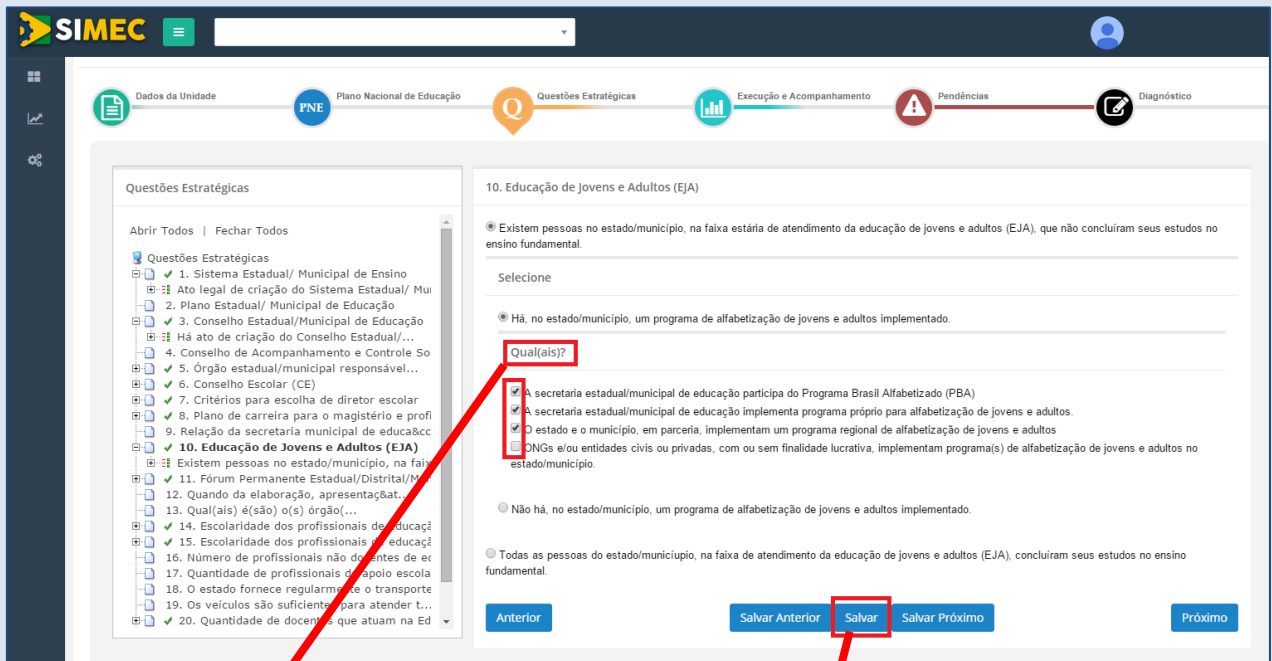 SIMEC
Dados da Unidade
PNE
Plano Nacional de Educação
Q
Questões Estratégicas
Execução e Acompanhamento
Pendências
Diagnóstico
Questões Estratégicas
Abrir Todos | Fechar Todos
Questões Estratégicas
1. Sistema Estadual/ Municipal de Ensino
Ato legal de criação do Sistema Estadual/ Mu
2. Plano Estadual/ Municipal de Educação
3. Conselho Estadual/Municipal de Educação
Há ato de criação do Conselho Estadual/...
4. Conselho de Acompanhamento e Controle So
5. Órgão estadual/municipal responsável...
6. Conselho Escolar (CE)
7. Critérios para escolha de diretor escolar
8. Plano de carreira para o magistério e profi
9. Relação da secretaria municipal de educa&cc
10. Educação de Jovens e Adultos (EJA)
Existem pessoas no estado/município, na faix
11. Fórum Permanente Estadual/Distrital/M
12. Quando da elaboração, apresentaç&at...
13. Qual(ais) é(são) o(s) órgão(...
14. Escolaridade dos profissionais de educaçã
15. Escolaridade dos profissionais de educaçã
16. Número de profissionais não docentes de ed
17. Quantidade de profissionais de apoio escola
18. O estado fornece regularmente o transporte
19. Os veículos são suficientes para atender t...
20. Quantidade de docentes que atuam na Ed
10. Educação de Jovens e Adultos (EJA)
Existem pessoas no estado/município, na faixa estária de atendimento da educação de jovens e adultos (EJA), que não concluíram seus estudos no
ensino fundamental.
Selecione
Há, no estado/município, um programa de alfabetização de jovens e adultos implementado.
Qual(ais)?
A secretaria estadual/municipal de educação participa do Programa Brasil Alfabetizado (PBA)
A secretaria estadual/municipal de educação implementa programa próprio para alfabetização de jovens e adultos.
O estado e o município, em parceria, implementam um programa regional de alfabetização de jovens e adultos
ONGs e/ou entidades civis ou privadas, com ou sem finalidade lucrativa, implementam programa(s) de alfabetização de jovens e adultos no
estado/município.
Não há, no estado/município, um programa de alfabetização de jovens e adultos implementado.
Todas as pessoas do estado/municíupio, na faixa de atendimento da educação de jovens e adultos (EJA), concluíram seus estudos no ensino
fundamental.
Anterior
Salvar Anterior
Salvar
Salvar Próximo
Próximo